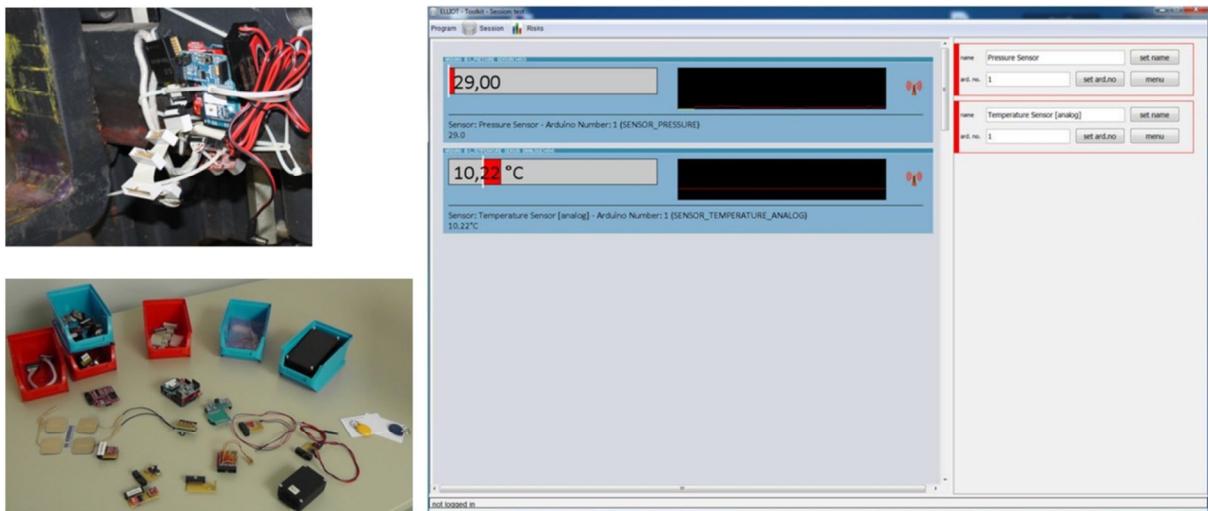 ELLIOT - Toolkit - Session: test
Program Session Risks
29,00
Sensor: Pressure Sensor - Arduino Number: 1 (SENSOR_PRESSURE)
29.0
10,22 °C
Sensor: Temperature Sensor [analog] - Arduino Number: 1 (SENSOR_TEMPERATURE_ANALOG)
10.22°C
name Pressure Sensor set name
ard. no. 1 set ard.no menu
name Temperature Sensor [analog] set name
ard. no. 1 set ard.no menu
not logged in